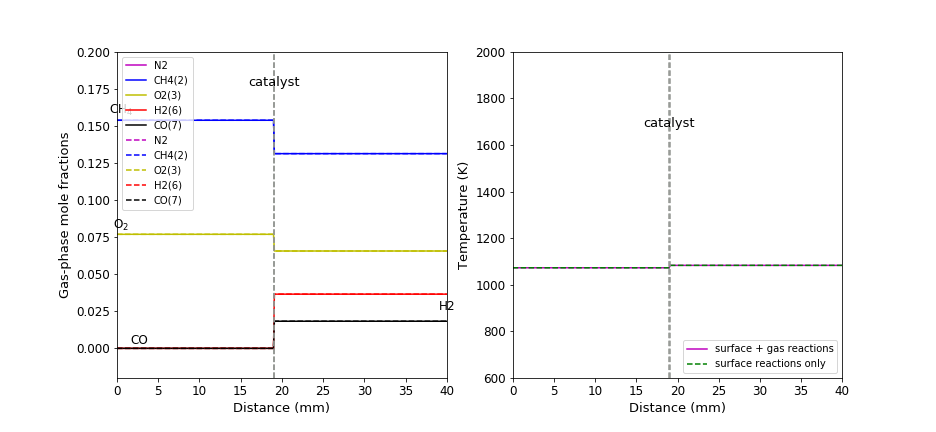 0.200
0.175
0.150
0.125
0.100
0.075
0.050
0.025
0.000
Gas-phase mole fractions
0 5 10 15 20 25 30 35 40
Distance (mm)
N2
CH4(2)
O2(3)
H2(6)
CO(7)
N2
CH4(2)
O2(3)
H2(6)
CO(7)
catalyst
CH₄
O₂
CO
H2
2000
1800
1600
1400
1200
1000
800
600
Temperature (K)
0 5 10 15 20 25 30 35 40
Distance (mm)
catalyst
surface + gas reactions
surface reactions only